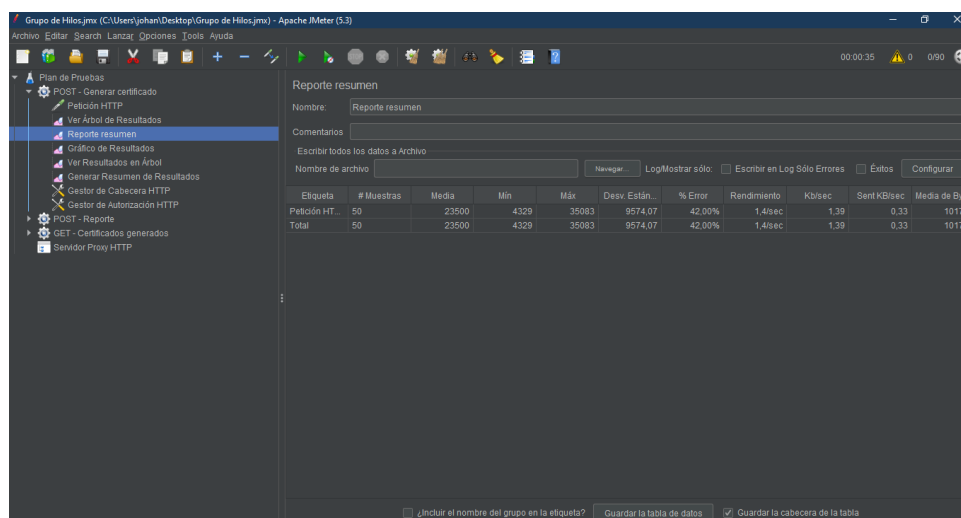 Grupo de Hilos.jmx (C:\Users\johan\Desktop\Grupo de Hilos.jmx) - Apache JMeter (5.3)
Archivo Editar Search Lanzar Opciones Tools Ayuda
00:00:35 0 0/90
Plan de Pruebas
POST - Generar certificado
Petición HTTP
Ver Árbol de Resultados
Reporte resumen
Gráfico de Resultados
Ver Resultados en Árbol
Generar Resumen de Resultados
Gestor de Cabecera HTTP
Gestor de Autorización HTTP
POST - Reporte
GET - Certificados generados
Servidor Proxy HTTP
Reporte resumen
Nombre: Reporte resumen
Comentarios
Escribir todos los datos a Archivo
Nombre de archivo Navegar... Log/Mostrar sólo: Escribir en Log Sólo Errores Éxitos Configurar
Etiqueta # Muestras Media Mín Máx Desv. Están... % Error Rendimiento Kb/sec Sent KB/sec Media de By
Petición HT... 50 23500 4329 35083 9574,07 42,00% 1,4/sec 1,39 0,33 1017
Total 50 23500 4329 35083 9574,07 42,00% 1,4/sec 1,39 0,33 1017
¿Incluir el nombre del grupo en la etiqueta? Guardar la tabla de datos Guardar la cabecera de la tabla